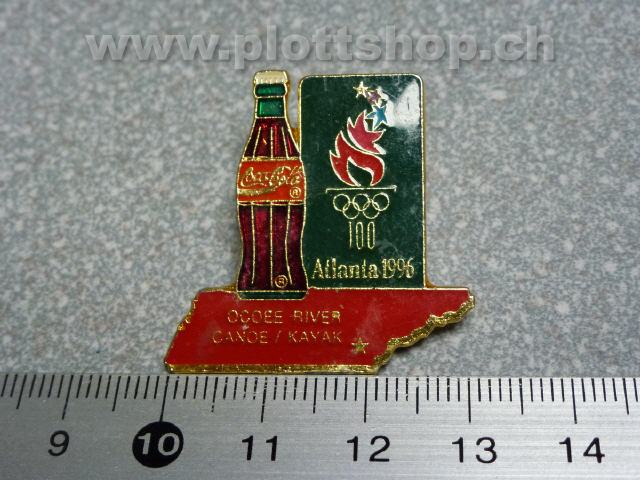 www.plottshop.ch
Coca-Cola ®
®
100
Atlanta 1996
OCOEE RIVER
CANOE / KAYAK
9 10 11 12 13 14